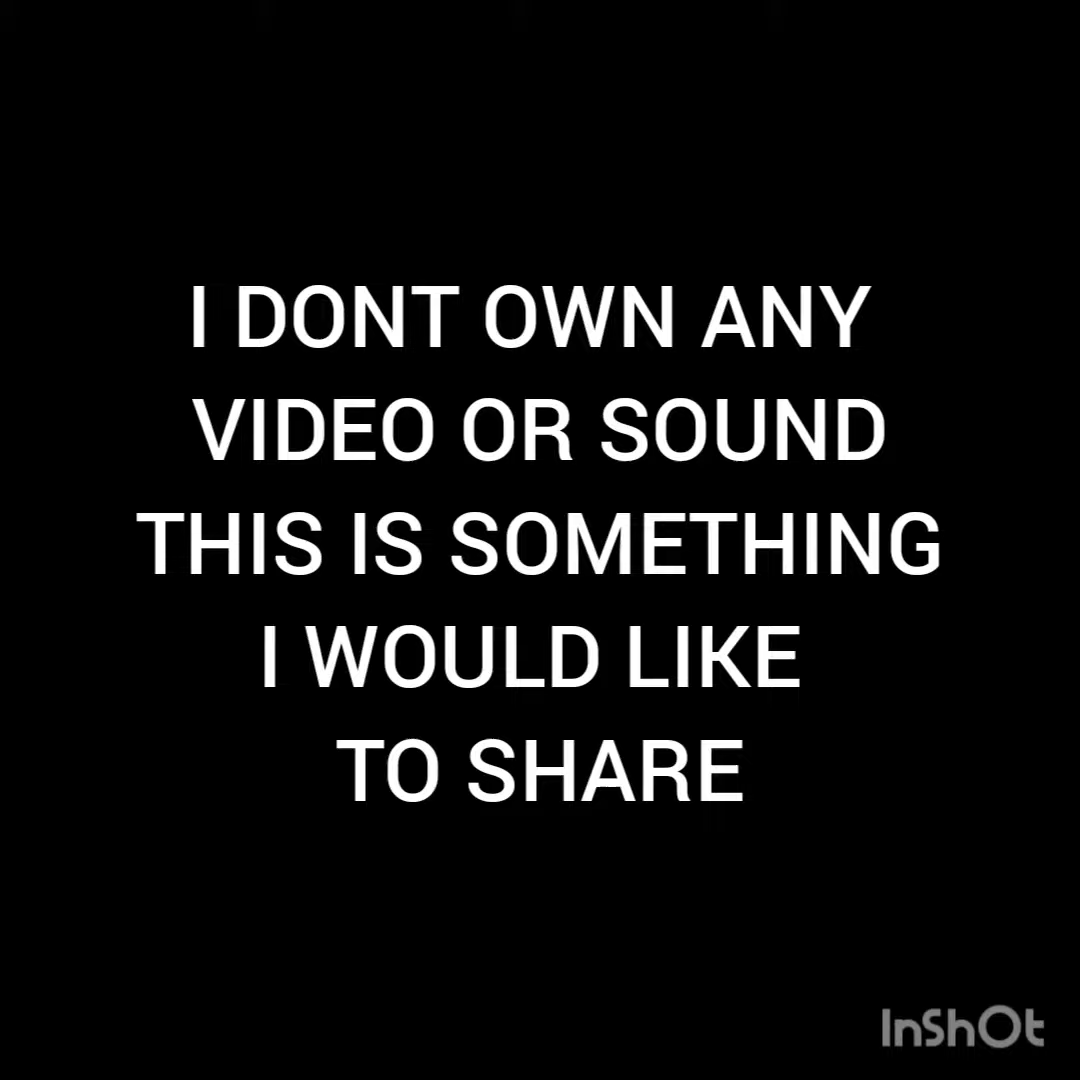 I DONT OWN ANY
VIDEO OR SOUND
THIS IS SOMETHING
I WOULD LIKE
TO SHARE
InShOt